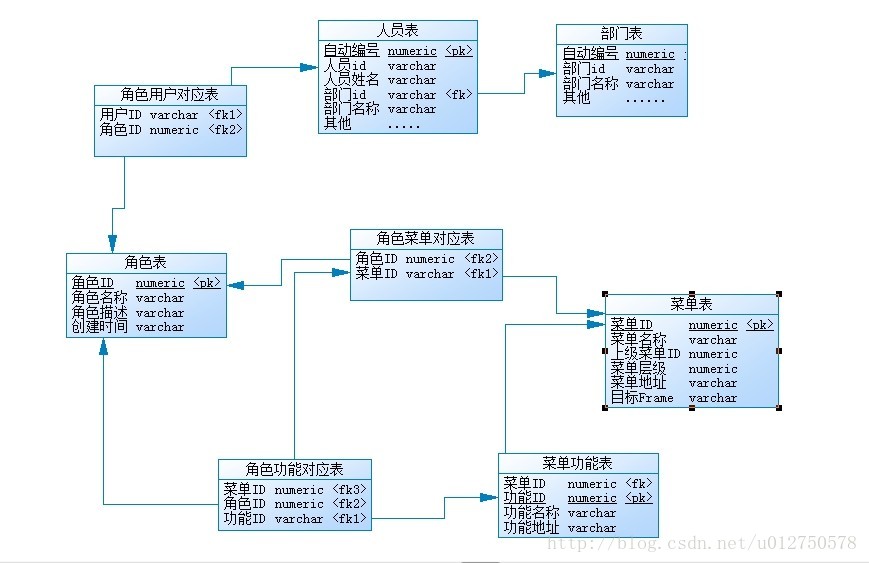 人员表
自动编号 numeric <pk>
人员id varchar
人员姓名 varchar
部门id varchar <fk>
部门名称 varchar
其他 .....
部门表
自动编号 numeric
部门id varchar
部门名称 varchar
其他 ......
角色用户对应表
用户ID varchar <fk1>
角色ID numeric <fk2>
角色表
角色ID numeric <pk>
角色名称 varchar
角色描述 varchar
创建时间 varchar
角色菜单对应表
角色ID numeric <fk2>
菜单ID varchar <fk1>
菜单表
菜单ID numeric <pk>
菜单名称 varchar
上级菜单ID numeric
菜单层级 numeric
菜单地址 varchar
目标Frame varchar
角色功能对应表
菜单ID numeric <fk3>
角色ID numeric <fk2>
功能ID varchar <fk1>
菜单功能表
菜单ID numeric <fk>
功能ID numeric <pk>
功能名称 varchar
功能地址 varchar
http://blog.csdn.net/u012750578